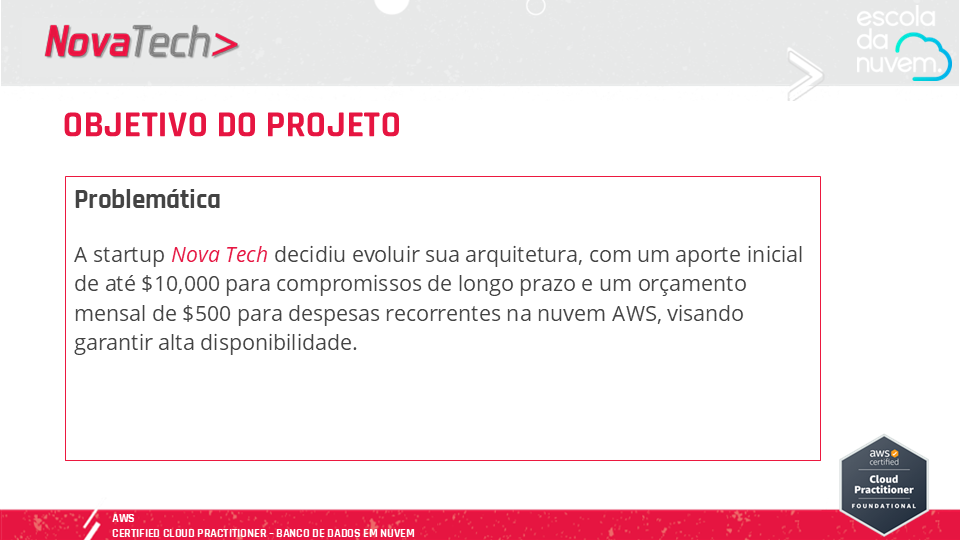 NovaTech>
escola
da
nuvem.
OBJETIVO DO PROJETO
Problemática
A startup Nova Tech decidiu evoluir sua arquitetura, com um aporte inicial
de até $10,000 para compromissos de longo prazo e um orçamento
mensal de $500 para despesas recorrentes na nuvem AWS, visando
garantir alta disponibilidade.
aws
certified
Cloud
Practitioner
FOUNDATIONAL
AWS
CERTIFIED CLOUD PRACTITIONER - BANCO DE DADOS EM NUVEM